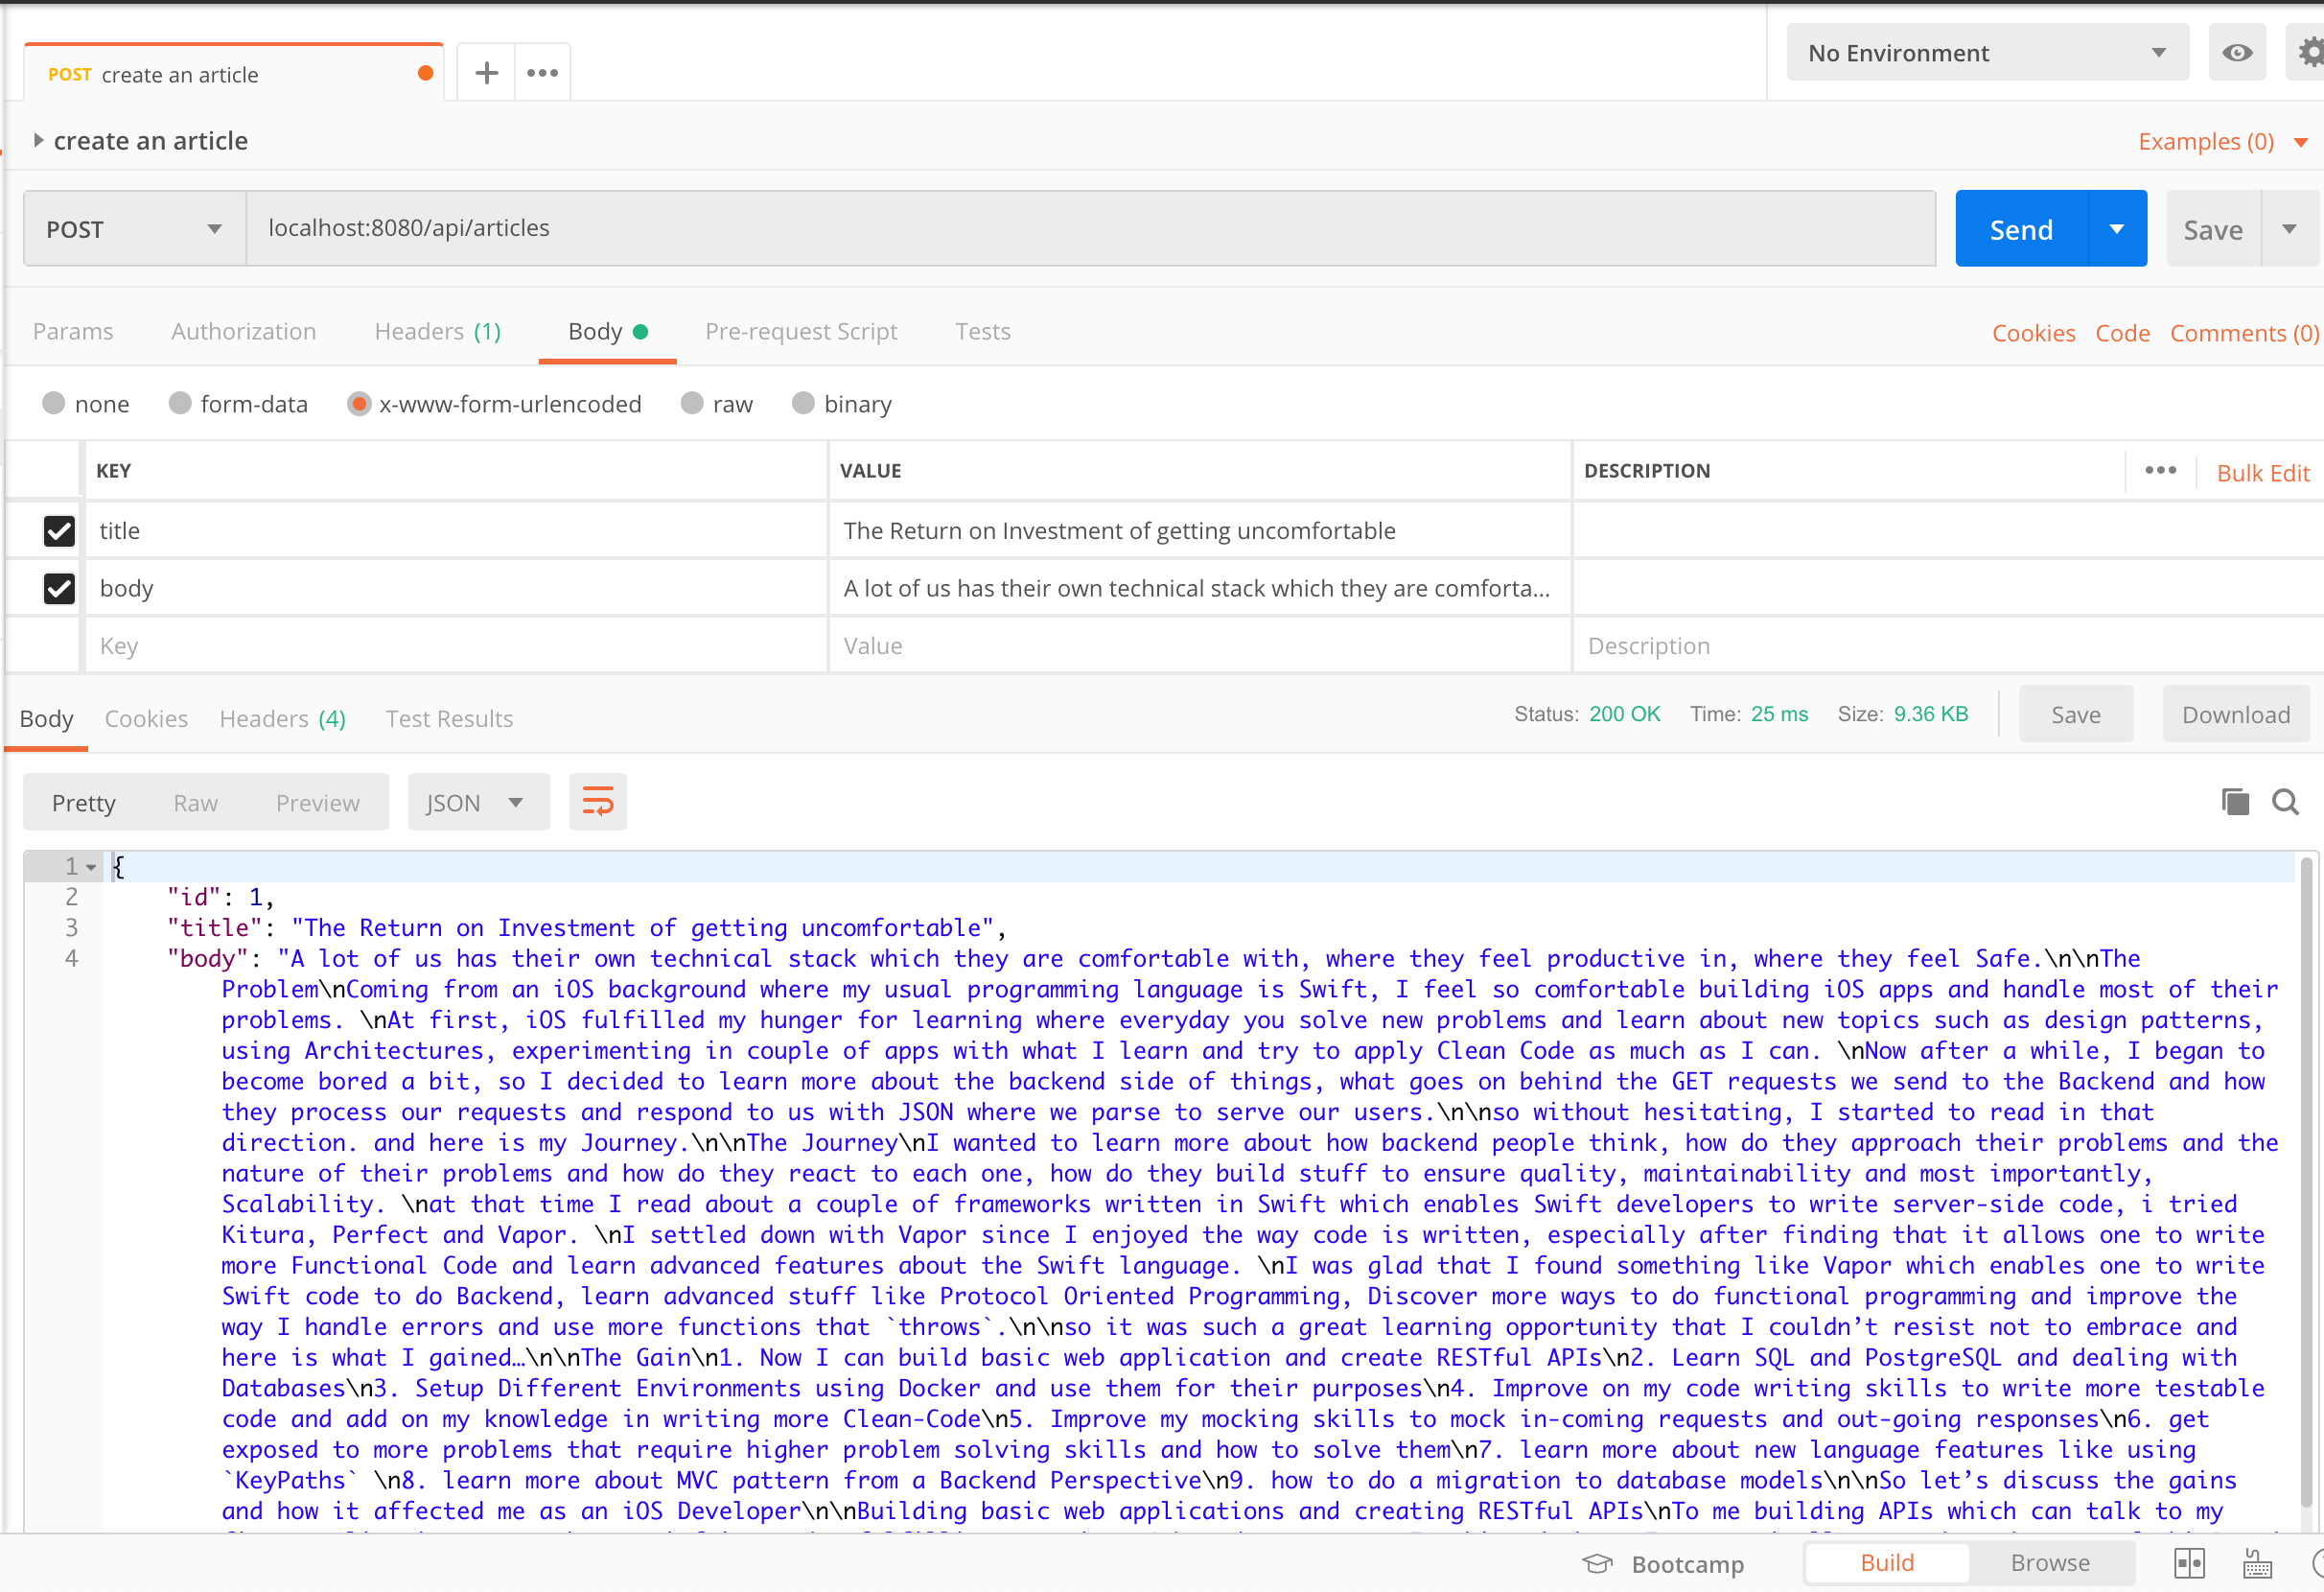 POST create an article
No Environment
create an article
Examples (0)
POST
localhost:8080/api/articles
Send
Save
Params Authorization Headers (1) Body Pre-request Script Tests
Cookies Code Comments (0)
none form-data x-www-form-urlencoded raw binary
KEY VALUE DESCRIPTION
Bulk Edit
title The Return on Investment of getting uncomfortable
body A lot of us has their own technical stack which they are comforta...
Key Value Description
Body Cookies Headers (4) Test Results
Status: 200 OK Time: 25 ms Size: 9.36 KB
Save Download
Pretty Raw Preview JSON
1 {
2 "id": 1,
3 "title": "The Return on Investment of getting uncomfortable",
4 "body": "A lot of us has their own technical stack which they are comfortable with, where they feel productive in, where they feel Safe.\n\nThe
Problem\nComing from an iOS background where my usual programming language is Swift, I feel so comfortable building iOS apps and handle most of their
problems. \nAt first, iOS fulfilled my hunger for learning where everyday you solve new problems and learn about new topics such as design patterns,
using Architectures, experimenting in couple of apps with what I learn and try to apply Clean Code as much as I can. \nNow after a while, I began to
become bored a bit, so I decided to learn more about the backend side of things, what goes on behind the GET requests we send to the Backend and how
they process our requests and respond to us with JSON where we parse to serve our users.\n\nso without hesitating, I started to read in that
direction. and here is my Journey.\n\nThe Journey\nI wanted to learn more about how backend people think, how do they approach their problems and the
nature of their problems and how do they react to each one, how do they build stuff to ensure quality, maintainability and most importantly,
Scalability. \nat that time I read about a couple of frameworks written in Swift which enables Swift developers to write server-side code, i tried
Kitura, Perfect and Vapor. \nI settled down with Vapor since I enjoyed the way code is written, especially after finding that it allows one to write
more Functional Code and learn advanced features about the Swift language. \nI was glad that I found something like Vapor which enables one to write
Swift code to do Backend, learn advanced stuff like Protocol Oriented Programming, Discover more ways to do functional programming and improve the
way I handle errors and use more functions that `throws`.\n\nso it was such a great learning opportunity that I couldn’t resist not to embrace and
here is what I gained…\n\nThe Gain\n1. Now I can build basic web application and create RESTful APIs\n2. Learn SQL and PostgreSQL and dealing with
Databases\n3. Setup Different Environments using Docker and use them for their purposes\n4. Improve on my code writing skills to write more testable
code and add on my knowledge in writing more Clean-Code\n5. Improve my mocking skills to mock in-coming requests and out-going responses\n6. get
exposed to more problems that require higher problem solving skills and how to solve them\n7. learn more about new language features like using
`KeyPaths` \n8. learn more about MVC pattern from a Backend Perspective\n9. how to do a migration to database models\n\nSo let’s discuss the gains
and how it affected me as an iOS Developer\n\nBuilding basic web applications and creating RESTful APIs\nTo me building APIs which can talk to my
Bootcamp Build Browse